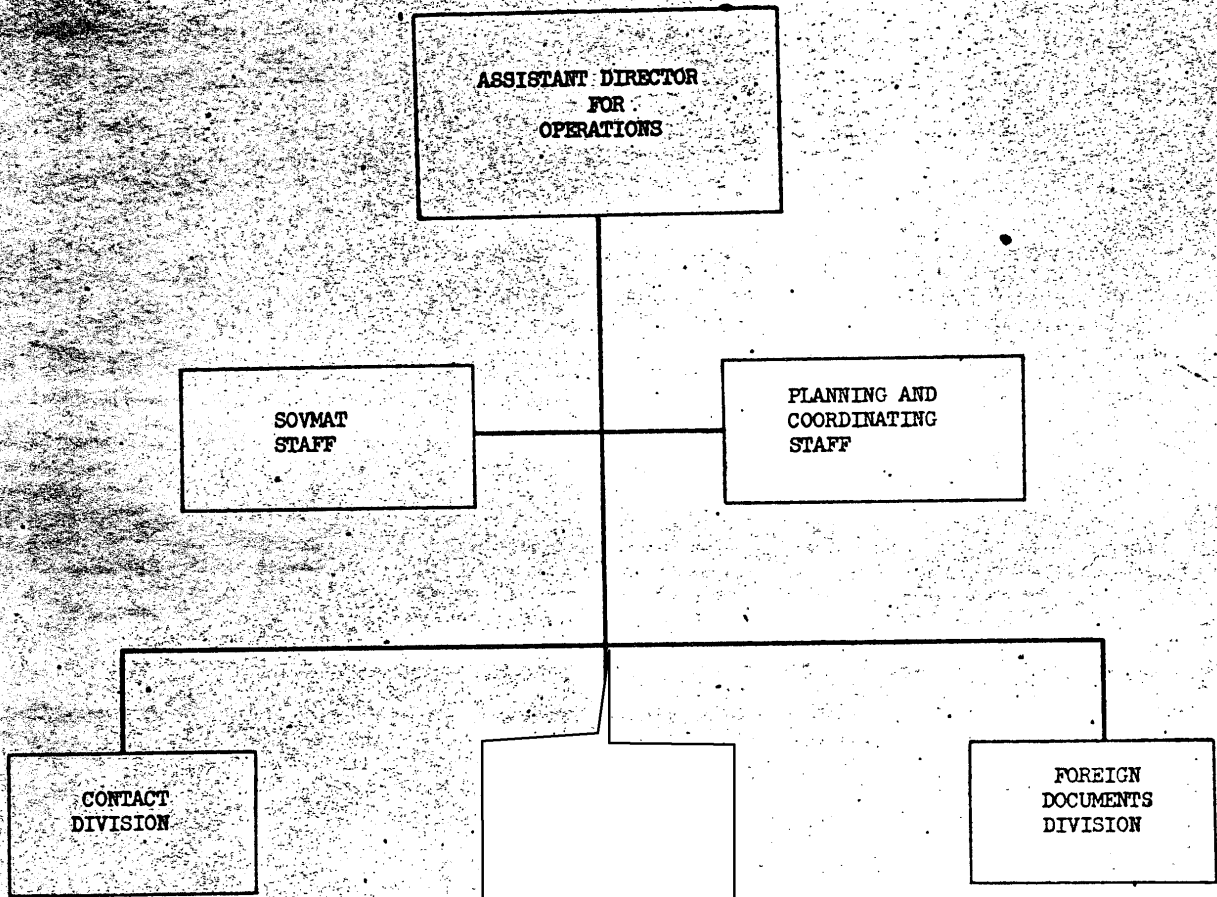 ASSISTANT DIRECTOR
FOR
OPERATIONS
SOVMAT
STAFF
PLANNING AND
COORDINATING
STAFF
CONTACT
DIVISION
FOREIGN
DOCUMENTS
DIVISION